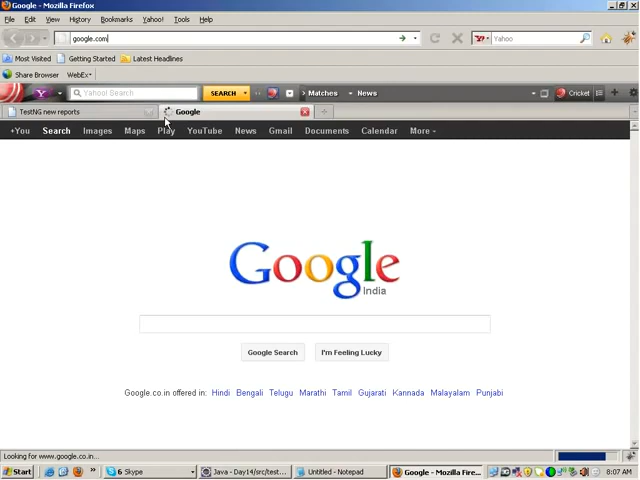 Google - Mozilla Firefox
File Edit View History Bookmarks Yahoo! Tools Help
google.com
Yahoo
Most Visited Getting Started Latest Headlines
Share Browser WebEx
Y! Yahoo! Search SEARCH Matches News Cricket
TestNG new reports Google
+You Search Images Maps Play YouTube News Gmail Documents Calendar More
Google
India
Google Search I'm Feeling Lucky
Google.co.in offered in: Hindi Bengali Telugu Marathi Tamil Gujarati Kannada Malayalam Punjabi
Looking for www.google.co.in...
Start 6 Skype Java - Day14/src/test... Untitled - Notepad Google - Mozilla Fire... 8:07 AM